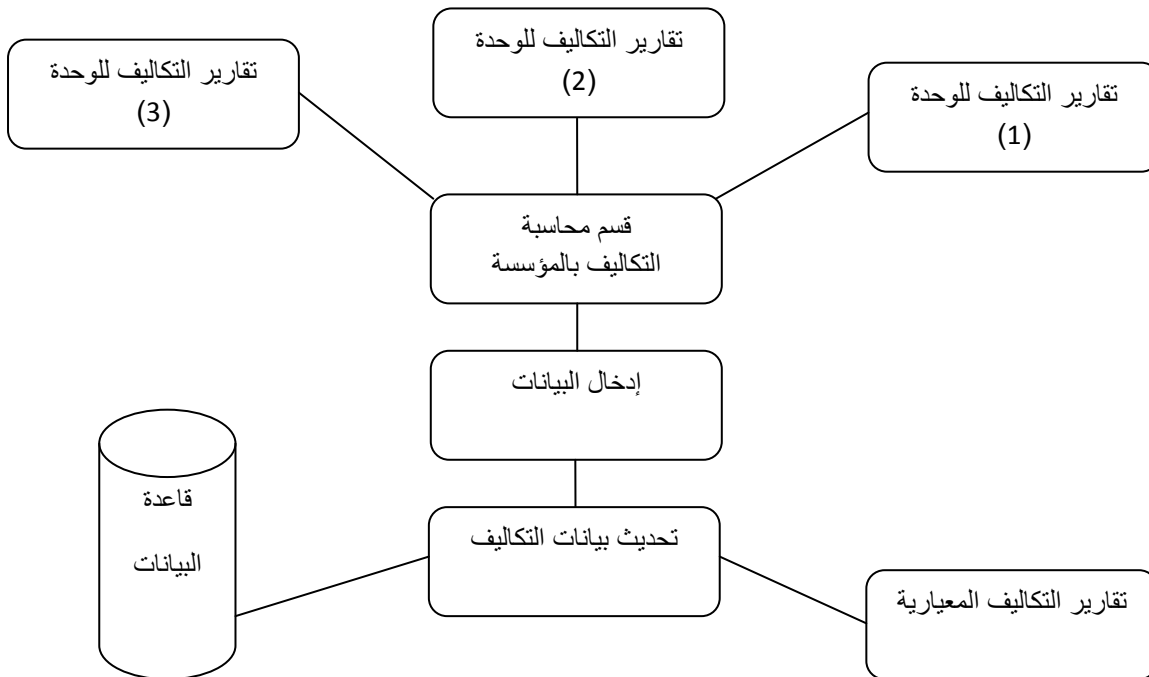 تقارير التكاليف للوحدة
(1)
تقارير التكاليف للوحدة
(2)
تقارير التكاليف للوحدة
(3)
قسم محاسبة
التكاليف بالمؤسسة
إدخال البيانات
تحديث بيانات التكاليف
قاعدة
البيانات
تقارير التكاليف المعيارية